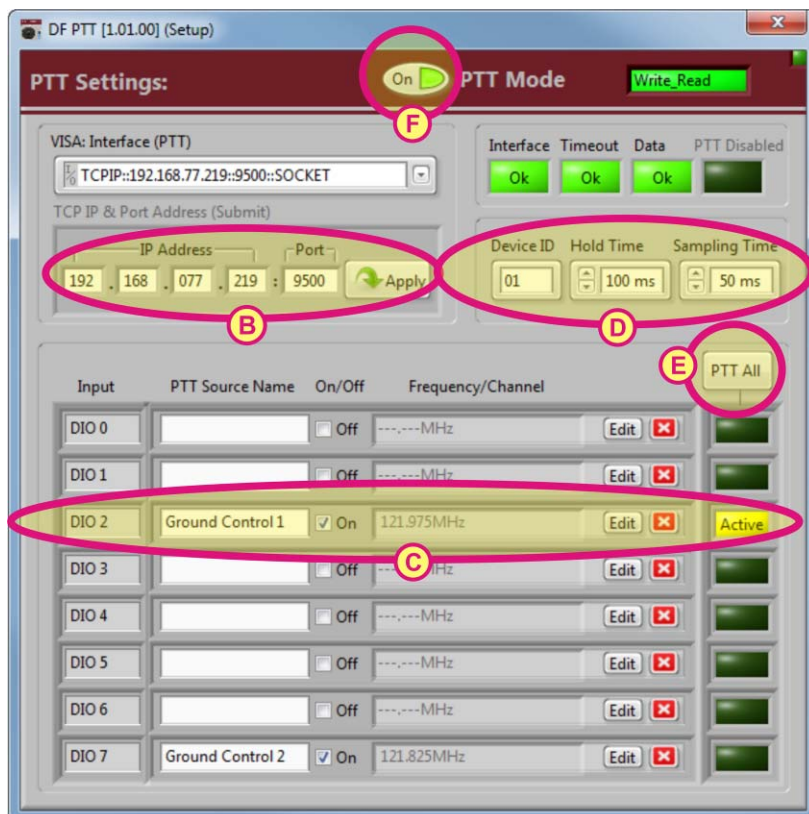 DF PTT [1.01.00] (Setup)
PTT Settings:
On
PTT Mode
Write_Read
F
VISA: Interface (PTT)
TCPIP::192.168.77.219::9500::SOCKET
Interface Timeout Data PTT Disabled
Ok Ok Ok
TCP IP & Port Address (Submit)
IP Address Port
192 . 168 . 077 . 219 : 9500 Apply
B
Device ID Hold Time Sampling Time
01 100 ms 50 ms
D
E
PTT All
Input PTT Source Name On/Off Frequency/Channel
DIO 0 Off ---,---MHz Edit
DIO 1 Off ---,---MHz Edit
DIO 2 Ground Control 1 On 121.975MHz Edit Active
C
DIO 3 Off MHz Edit
DIO 4 Off ---,---MHz Edit
DIO 5 Off ---,---MHz Edit
DIO 6 Off ---,---MHz Edit
DIO 7 Ground Control 2 On 121.825MHz Edit